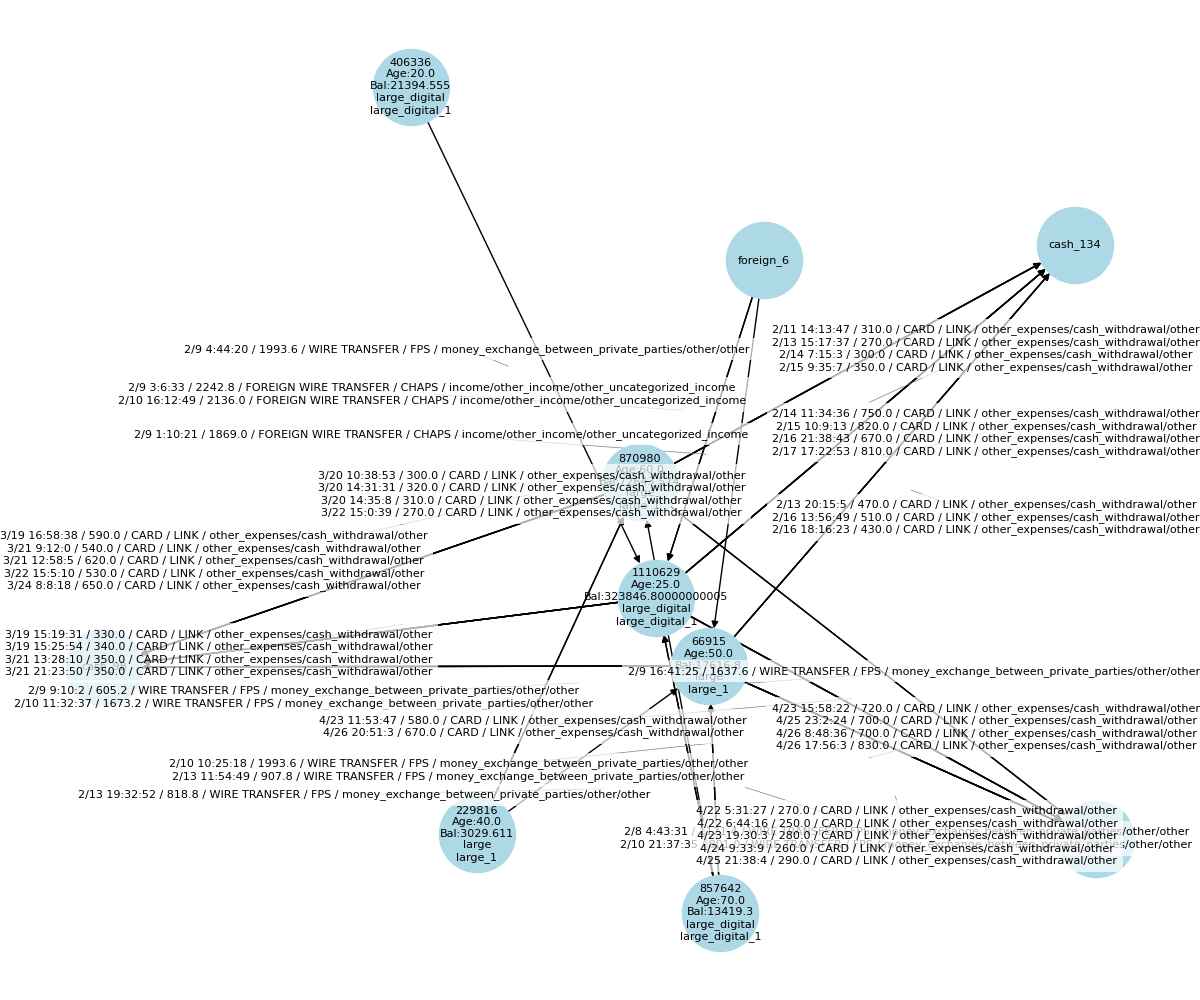 406336
Age:20.0
Bal:21394.555
large_digital
large_digital_1
foreign_6
cash_134
2/9 4:44:20 / 1993.6 / WIRE TRANSFER / FPS / money_exchange_between_private_parties/other/other
2/9 3:6:33 / 2242.8 / FOREIGN WIRE TRANSFER / CHAPS / income/other_income/other_uncategorized_income
2/10 16:12:49 / 2136.0 / FOREIGN WIRE TRANSFER / CHAPS / income/other_income/other_uncategorized_income
2/9 1:10:21 / 1869.0 / FOREIGN WIRE TRANSFER / CHAPS / income/other_income/other_uncategorized_income
2/11 14:13:47 / 310.0 / CARD / LINK / other_expenses/cash_withdrawal/other
2/13 15:17:37 / 270.0 / CARD / LINK / other_expenses/cash_withdrawal/other
2/14 7:15:3 / 300.0 / CARD / LINK / other_expenses/cash_withdrawal/other
2/15 9:35:7 / 350.0 / CARD / LINK / other_expenses/cash_withdrawal/other
2/14 11:34:36 / 750.0 / CARD / LINK / other_expenses/cash_withdrawal/other
2/15 10:9:13 / 820.0 / CARD / LINK / other_expenses/cash_withdrawal/other
2/16 21:38:43 / 670.0 / CARD / LINK / other_expenses/cash_withdrawal/other
2/17 17:22:53 / 810.0 / CARD / LINK / other_expenses/cash_withdrawal/other
870980
Age:60.0
3/20 10:38:53 / 300.0 / CARD / LINK / other_expenses/cash_withdrawal/other
3/20 14:31:31 / 320.0 / CARD / LINK / other_expenses/cash_withdrawal/other
3/20 14:35:8 / 310.0 / CARD / LINK / other_expenses/cash_withdrawal/other
3/22 15:0:39 / 270.0 / CARD / LINK / other_expenses/cash_withdrawal/other
2/13 20:15:5 / 470.0 / CARD / LINK / other_expenses/cash_withdrawal/other
2/16 13:56:49 / 510.0 / CARD / LINK / other_expenses/cash_withdrawal/other
2/16 18:16:23 / 430.0 / CARD / LINK / other_expenses/cash_withdrawal/other
3/19 16:58:38 / 590.0 / CARD / LINK / other_expenses/cash_withdrawal/other
3/21 9:12:0 / 540.0 / CARD / LINK / other_expenses/cash_withdrawal/other
3/21 12:58:5 / 620.0 / CARD / LINK / other_expenses/cash_withdrawal/other
3/22 15:5:10 / 530.0 / CARD / LINK / other_expenses/cash_withdrawal/other
3/24 8:8:18 / 650.0 / CARD / LINK / other_expenses/cash_withdrawal/other
1110629
Age:25.0
Bal:323846.80000000005
large_digital
large_digital_1
3/19 15:19:31 / 330.0 / CARD / LINK / other_expenses/cash_withdrawal/other
3/19 15:25:54 / 340.0 / CARD / LINK / other_expenses/cash_withdrawal/other
3/21 13:28:10 / 350.0 / CARD / LINK / other_expenses/cash_withdrawal/other
3/21 21:23:50 / 350.0 / CARD / LINK / other_expenses/cash_withdrawal/other
66915
Age:50.0
Bal:17616.8
large
large_1
2/9 16:41:25 / 1637.6 / WIRE TRANSFER / FPS / money_exchange_between_private_parties/other/other
2/9 9:10:2 / 605.2 / WIRE TRANSFER / FPS / money_exchange_between_private_parties/other/other
2/10 11:32:37 / 1673.2 / WIRE TRANSFER / FPS / money_exchange_between_private_parties/other/other
4/23 11:53:47 / 580.0 / CARD / LINK / other_expenses/cash_withdrawal/other
4/26 20:51:3 / 670.0 / CARD / LINK / other_expenses/cash_withdrawal/other
4/23 15:58:22 / 720.0 / CARD / LINK / other_expenses/cash_withdrawal/other
4/25 23:2:24 / 700.0 / CARD / LINK / other_expenses/cash_withdrawal/other
4/26 8:48:36 / 700.0 / CARD / LINK / other_expenses/cash_withdrawal/other
4/26 17:56:3 / 830.0 / CARD / LINK / other_expenses/cash_withdrawal/other
2/10 10:25:18 / 1993.6 / WIRE TRANSFER / FPS / money_exchange_between_private_parties/other/other
2/13 11:54:49 / 907.8 / WIRE TRANSFER / FPS / money_exchange_between_private_parties/other/other
2/13 19:32:52 / 818.8 / WIRE TRANSFER / FPS / money_exchange_between_private_parties/other/other
229816
Age:40.0
Bal:3029.611
large
large_1
4/22 5:31:27 / 270.0 / CARD / LINK / other_expenses/cash_withdrawal/other
4/22 6:44:16 / 250.0 / CARD / LINK / other_expenses/cash_withdrawal/other
4/23 19:30:3 / 280.0 / CARD / LINK / other_expenses/cash_withdrawal/other
4/24 9:33:9 / 260.0 / CARD / LINK / other_expenses/cash_withdrawal/other
4/25 21:38:4 / 290.0 / CARD / LINK / other_expenses/cash_withdrawal/other
2/8 4:43:31 /
2/10 21:37:35
857642
Age:70.0
Bal:13419.3
large_digital
large_digital_1